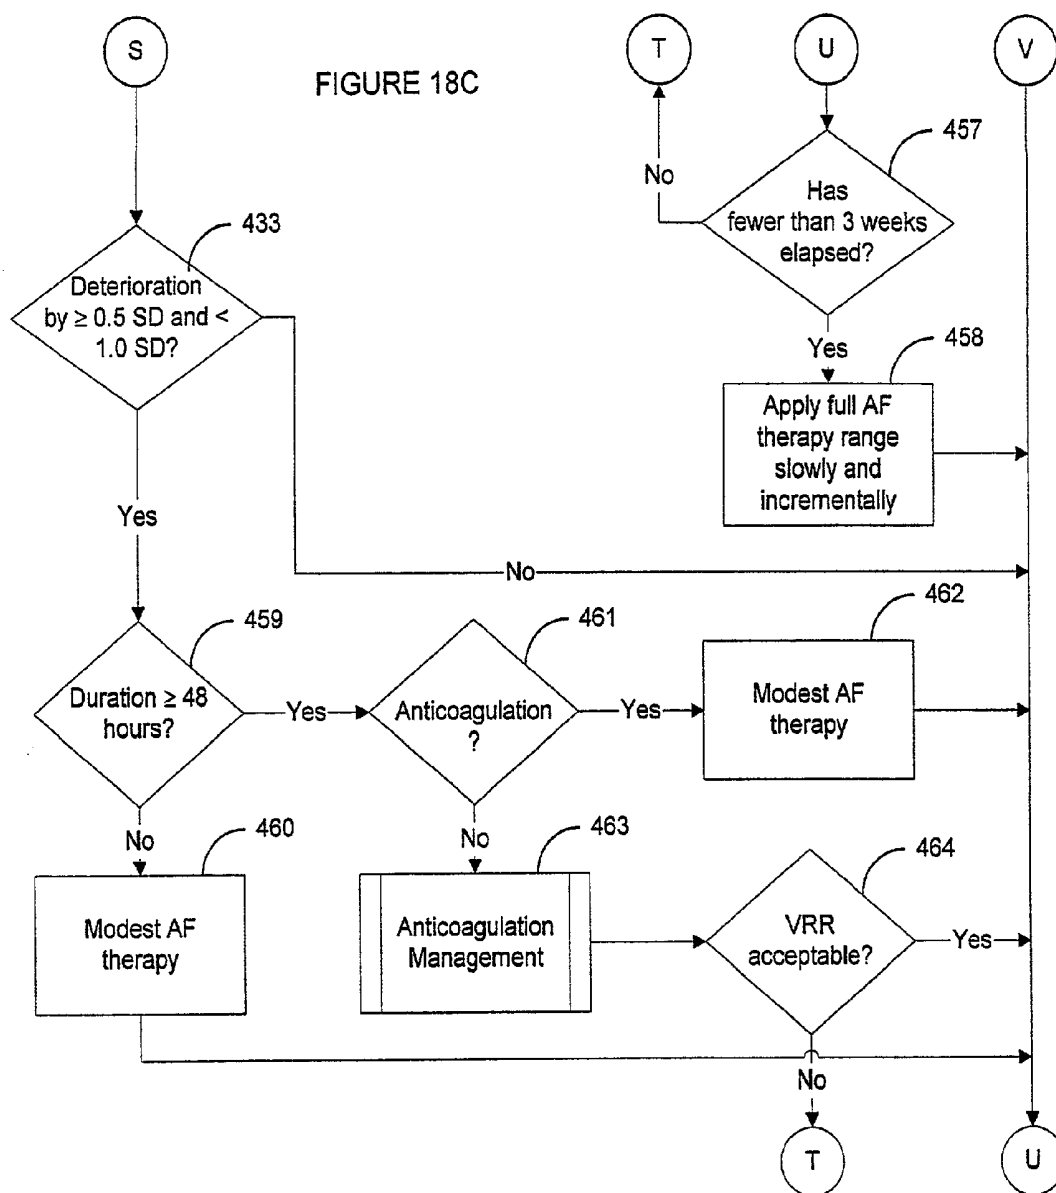 S
T
U
V
FIGURE 18C
457
No
Has
fewer than 3 weeks
elapsed?
433
Deterioration
by ≥ 0.5 SD and <
1.0 SD?
Yes
458
Apply full AF
therapy range
slowly and
incrementally
Yes
No
459
461
462
Duration ≥ 48
hours?
Yes
Anticoagulation
?
Yes
Modest AF
therapy
No
460
No
463
464
Modest AF
therapy
Anticoagulation
Management
VRR
acceptable?
Yes
No
T
U